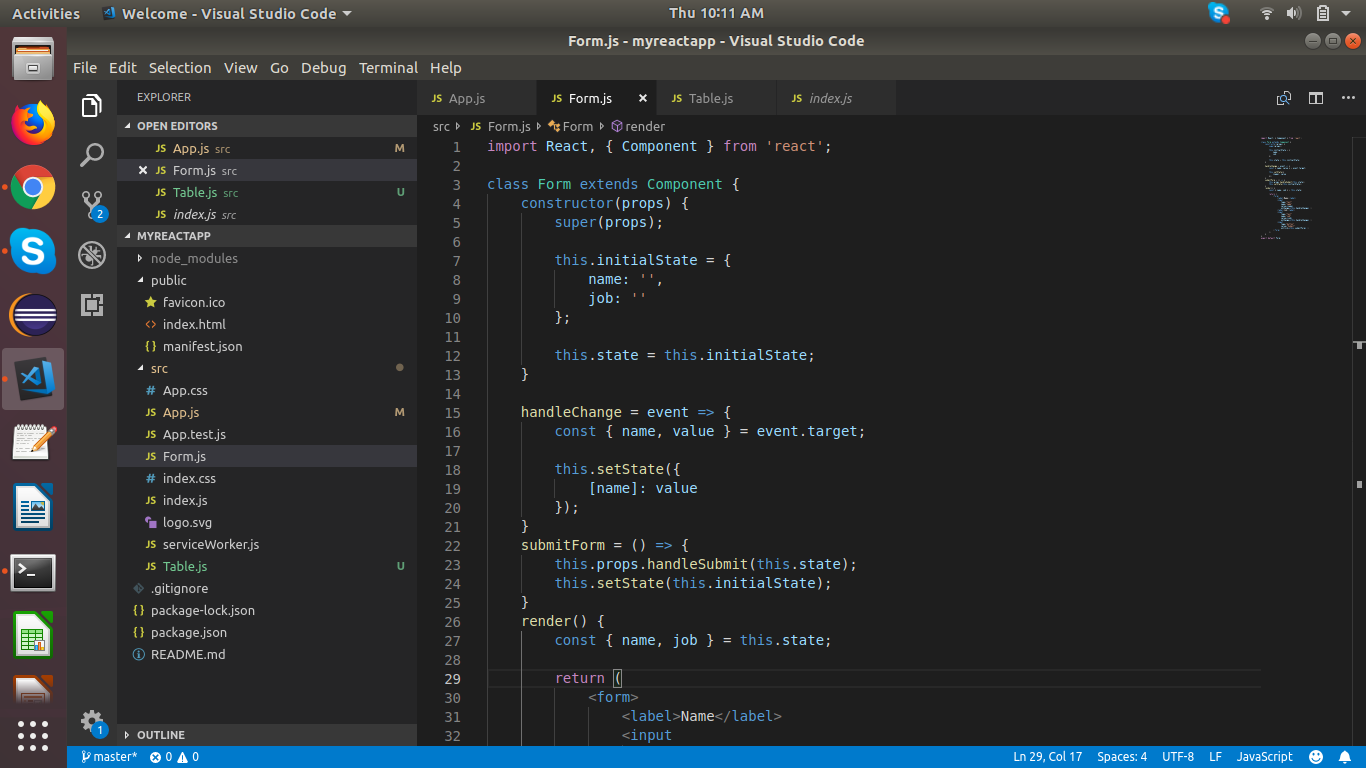 Activities Welcome - Visual Studio Code Thu 10:11 AM
Form.js - myreactapp - Visual Studio Code
File Edit Selection View Go Debug Terminal Help
EXPLORER
OPEN EDITORS
JS App.js src M
JS Form.js src
JS Table.js src U
JS index.js src
2
MYREACTAPP
node_modules
public
favicon.ico
<> index.html
{} manifest.json
src
# App.css
JS App.js M
JS App.test.js
JS Form.js
# index.css
JS index.js
logo.svg
JS serviceWorker.js
JS Table.js U
.gitignore
{} package-lock.json
{} package.json
README.md
OUTLINE
1
JS App.js JS Form.js JS Table.js JS index.js
src JS Form.js Form render
1 import React, { Component } from 'react';
2
3 class Form extends Component {
4 constructor(props) {
5 super(props);
6
7 this.initialState = {
8 name: '',
9 job: ''
10 };
11
12 this.state = this.initialState;
13 }
14
15 handleChange = event => {
16 const { name, value } = event.target;
17
18 this.setState({
19 [name]: value
20 });
21 }
22 submitForm = () => {
23 this.props.handleSubmit(this.state);
24 this.setState(this.initialState);
25 }
26 render() {
27 const { name, job } = this.state;
28
29 return (
30 <form>
31 <label>Name</label>
32 <input
master* 0 0 Ln 29, Col 17 Spaces: 4 UTF-8 LF JavaScript